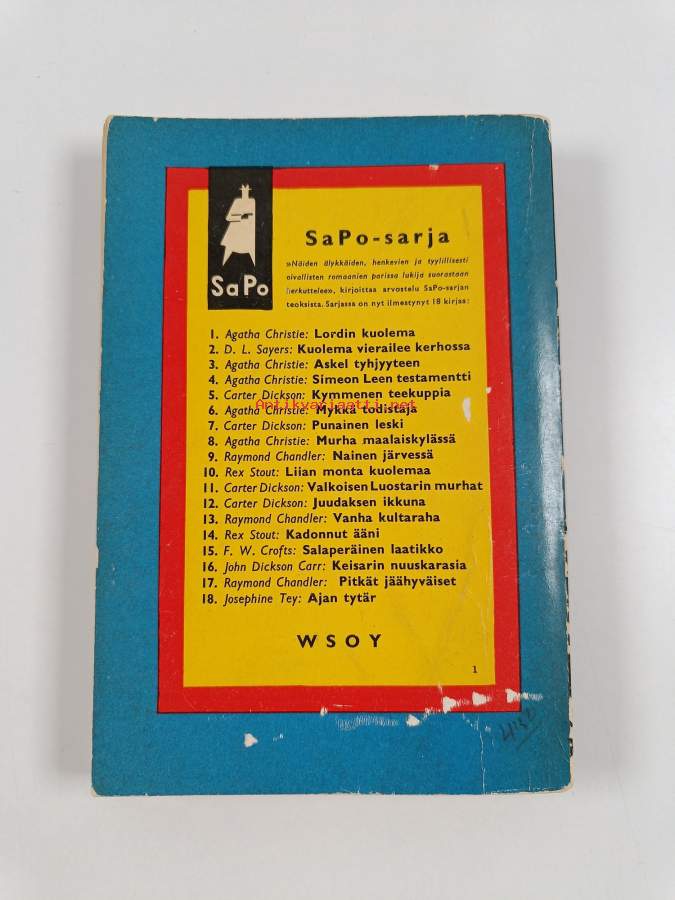 SaPo
SaPo-sarja
»Näiden älykkäiden, henkevien ja tyylillisesti
oivallisten romaanien parissa lukija suorastaan
herkuttelee», kirjoittaa arvostelu SaPo-sarjan
teoksista. Sarjassa on nyt ilmestynyt 18 kirjaa:
1. Agatha Christie: Lordin kuolema
2. D. L. Sayers: Kuolema vierailee kerhossa
3. Agatha Christie: Askel tyhjyyteen
4. Agatha Christie: Simeon Leen testamentti
5. Carter Dickson: Kymmenen teekuppia
Antikvariaatti.net
6. Agatha Christie: Mykkä todistaja
7. Carter Dickson: Punainen leski
8. Agatha Christie: Murha maalaiskylässä
9. Raymond Chandler: Nainen järvessä
10. Rex Stout: Liian monta kuolemaa
11. Carter Dickson: Valkoisen Luostarin murhat
12. Carter Dickson: Juudaksen ikkuna
13. Raymond Chandler: Vanha kultaraha
14. Rex Stout: Kadonnut ääni
15. F. W. Crofts: Salaperäinen laatikko
16. John Dickson Carr: Keisarin nuuskarasia
17. Raymond Chandler: Pitkät jäähyväiset
18. Josephine Tey: Ajan tytär
WSOY
1